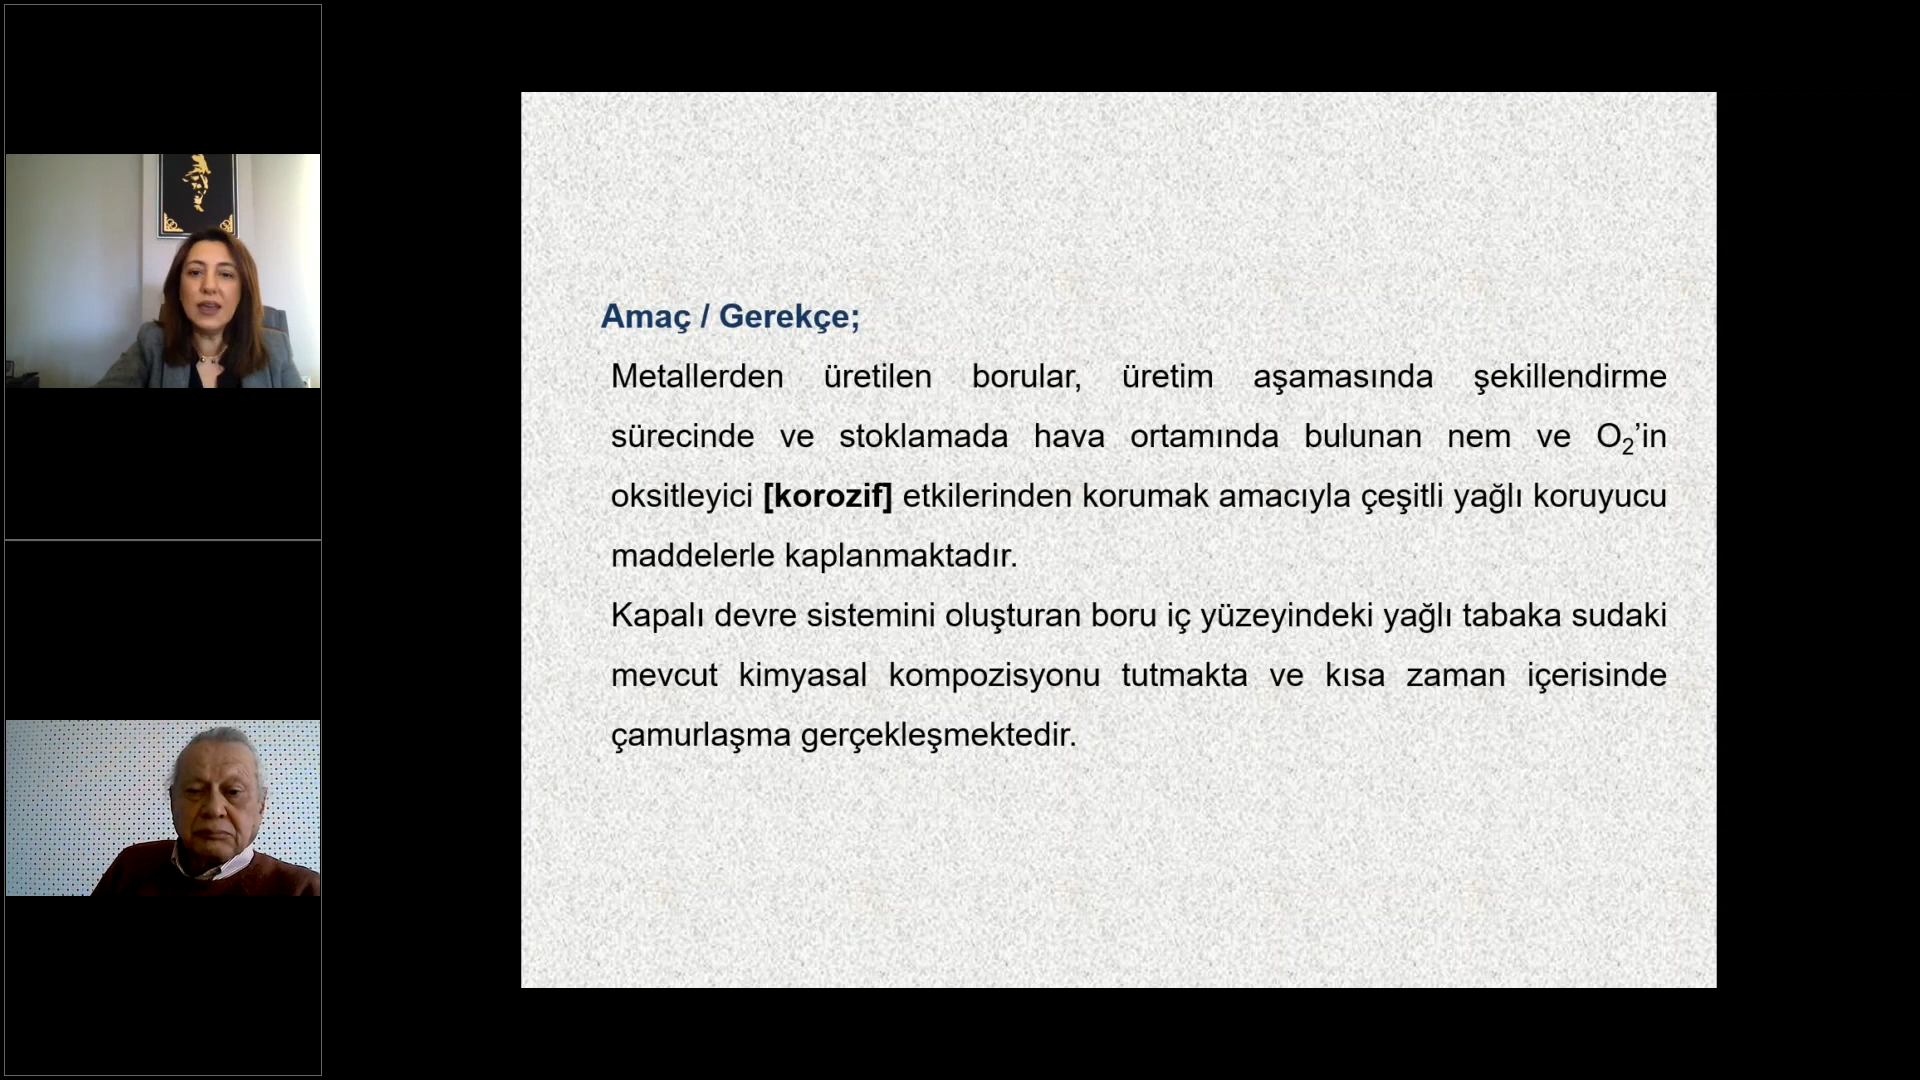 Amaç / Gerekçe;
Metallerden üretilen borular, üretim aşamasında şekillendirme
sürecinde ve stoklamada hava ortamında bulunan nem ve O₂’in
oksitleyici [korozif] etkilerinden korumak amacıyla çeşitli yağlı koruyucu
maddelerle kaplanmaktadır.
Kapalı devre sistemini oluşturan boru iç yüzeyindeki yağlı tabaka sudaki
mevcut kimyasal kompozisyonu tutmakta ve kısa zaman içerisinde
çamurlaşma gerçekleşmektedir.